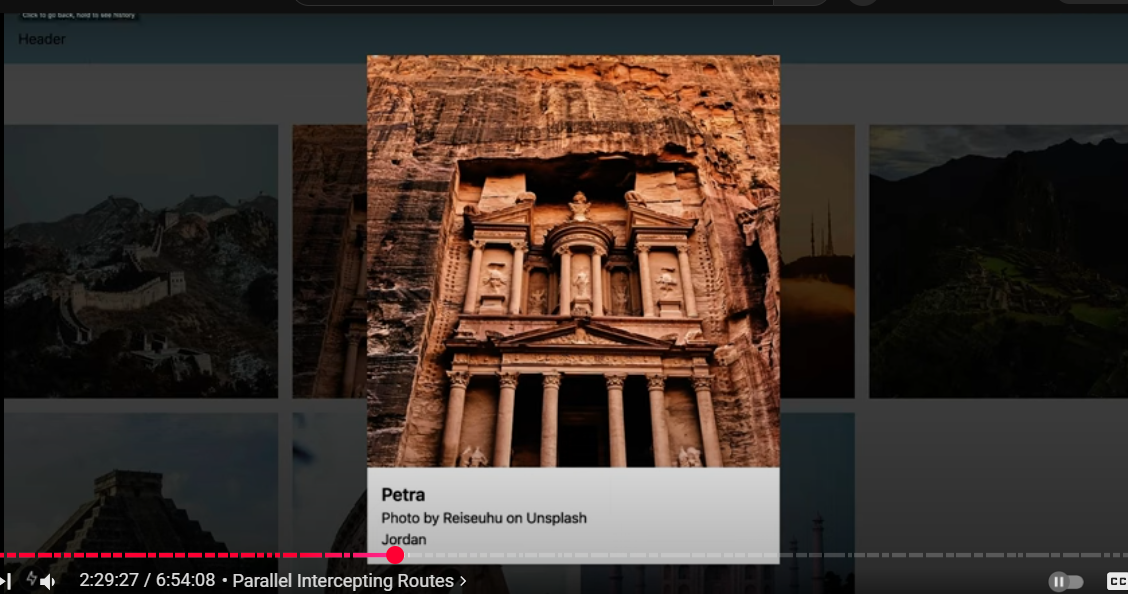 Click to go back, hold to see history
Header
Petra
Photo by Reiseuhu on Unsplash
Jordan
2:29:27 / 6:54:08 • Parallel Intercepting Routes >
CC